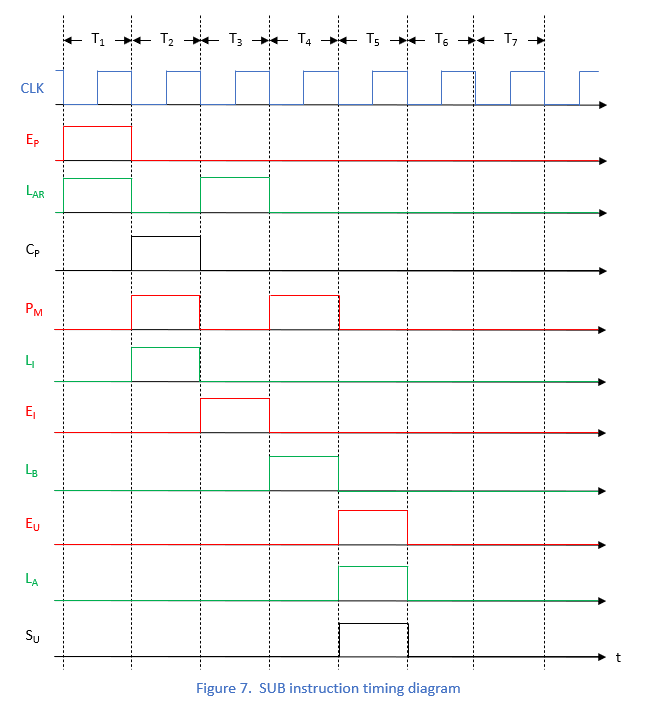 T1 T2 T3 T4 T5 T6 T7
CLK
EP
LAR
CP
PM
LI
EI
LB
EU
LA
SU
t
Figure 7. SUB instruction timing diagram